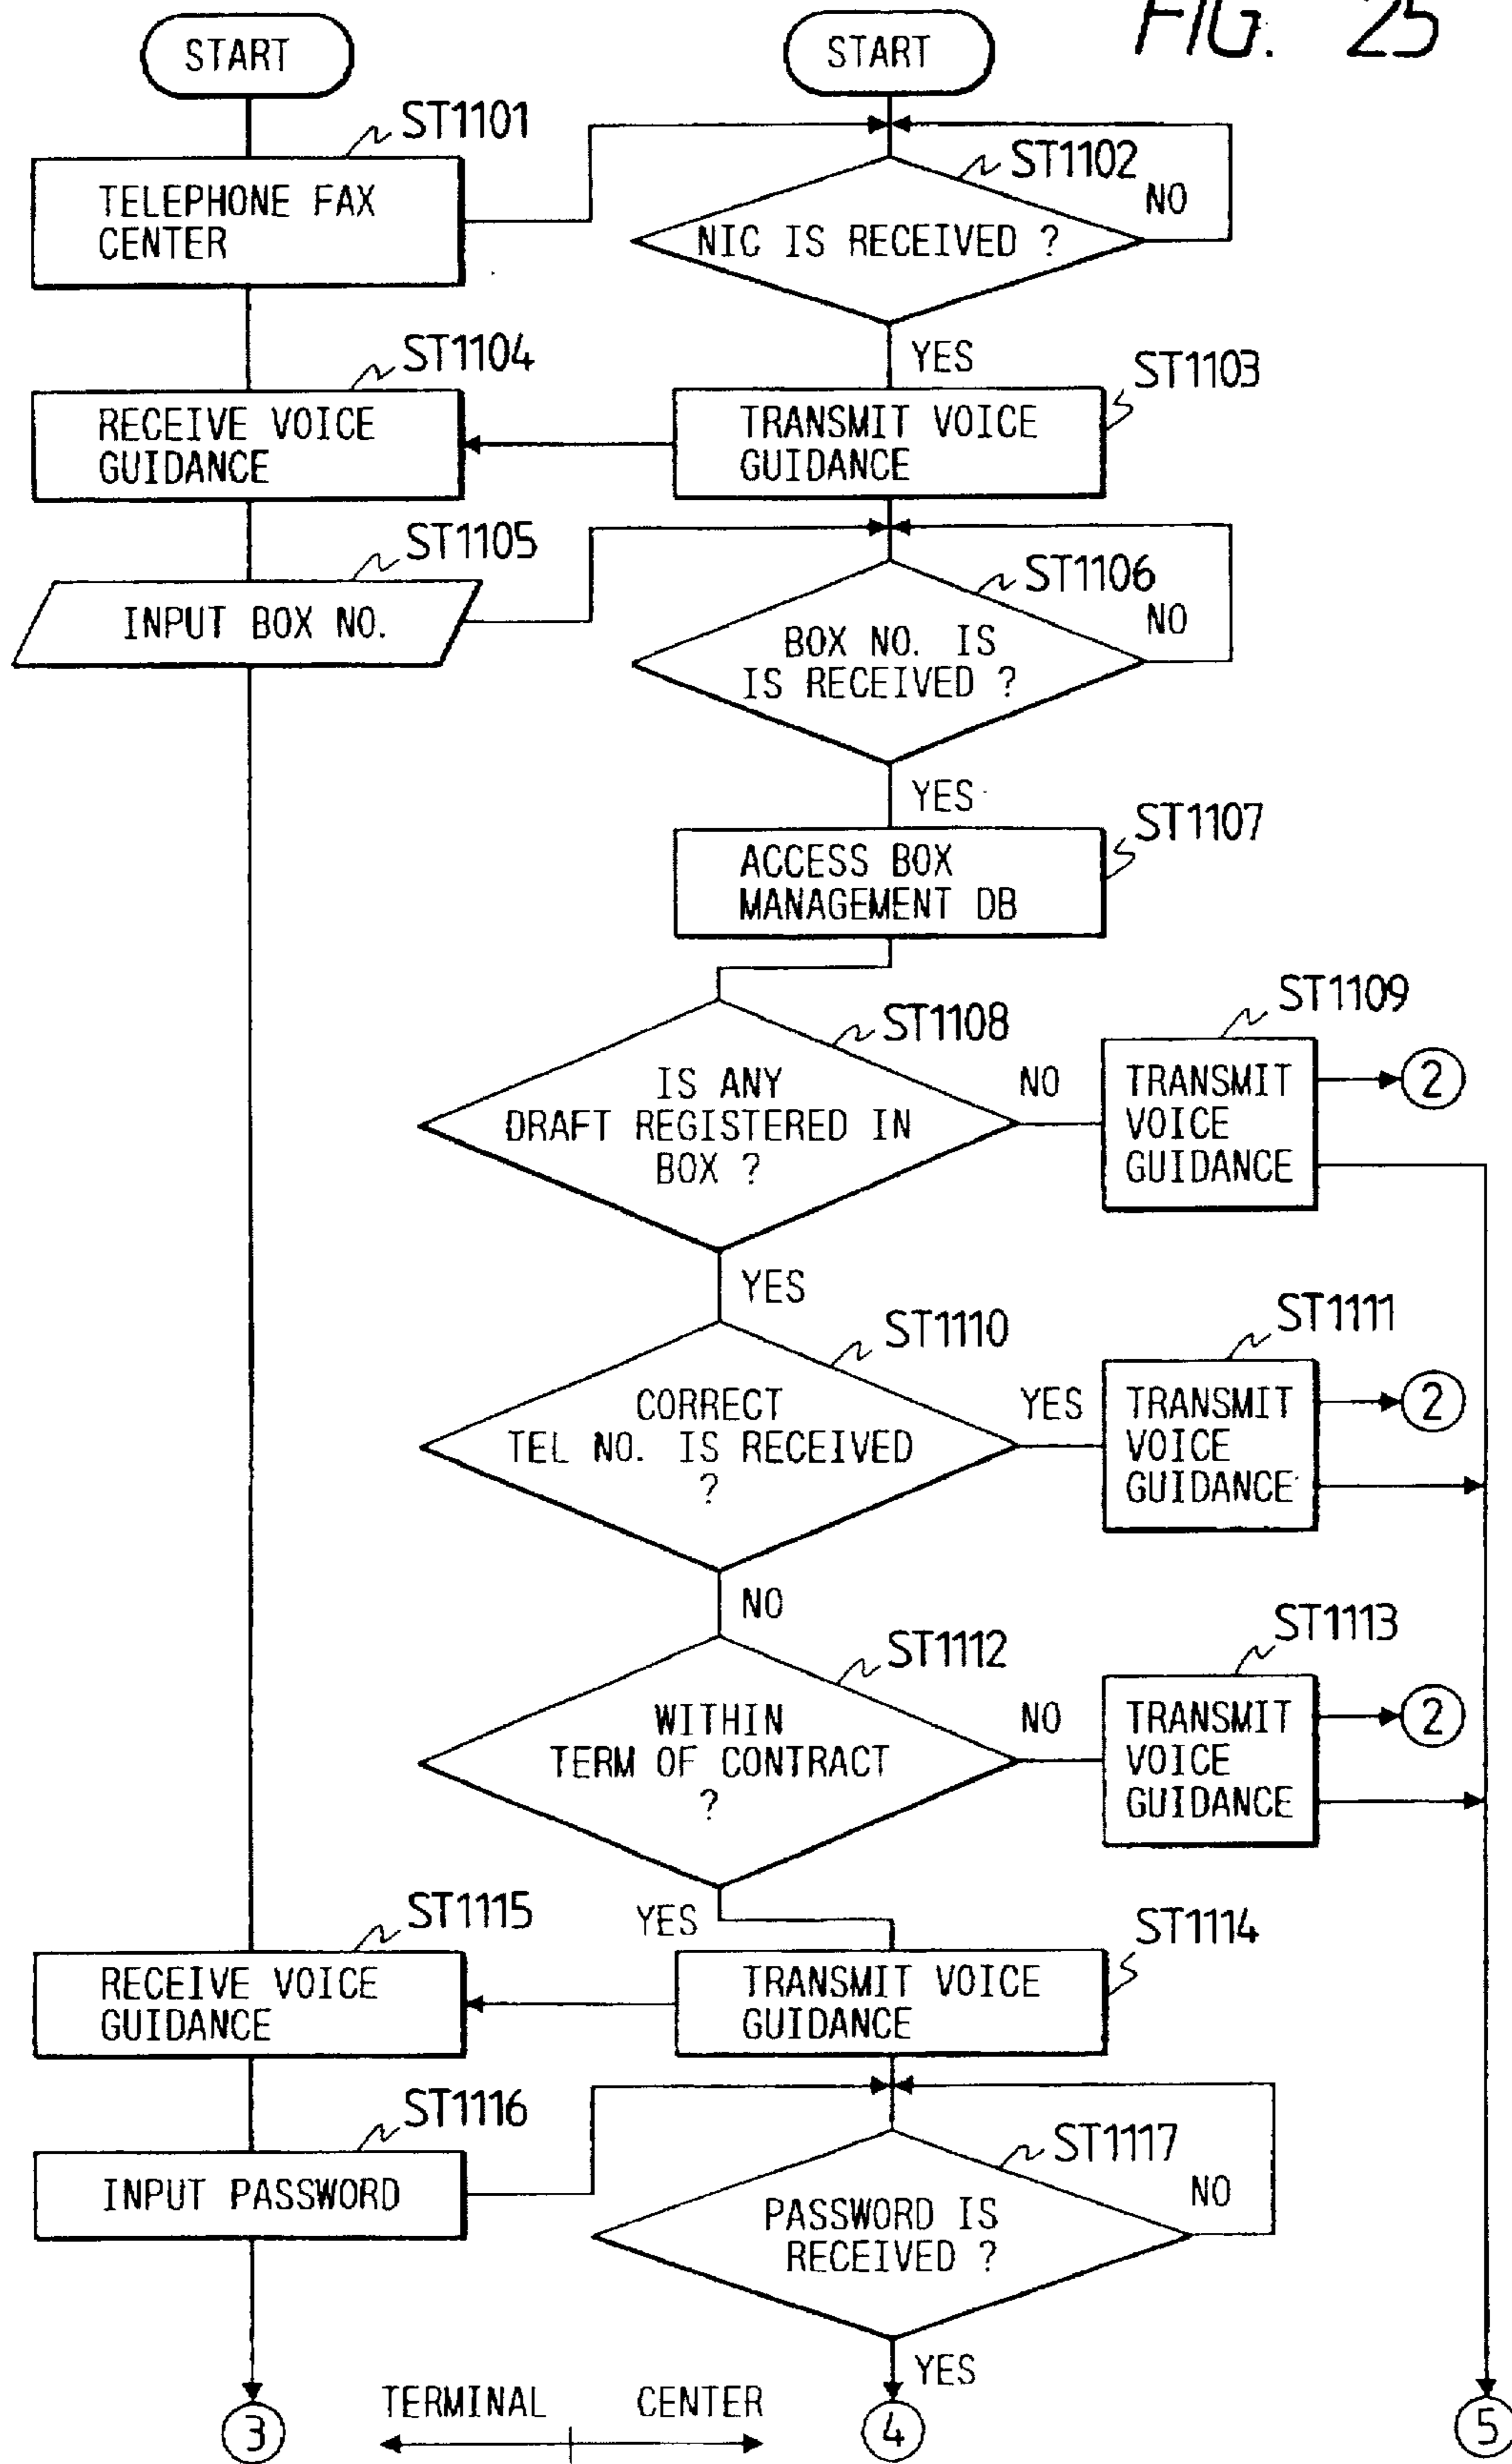 FIG. 25
START
START
ST1101
TELEPHONE FAX
CENTER
ST1102
NIC IS RECEIVED ?
NO
YES
ST1104
RECEIVE VOICE
GUIDANCE
ST1103
TRANSMIT VOICE
GUIDANCE
ST1105
INPUT BOX NO.
ST1106
BOX NO. IS
IS RECEIVED ?
NO
YES
ST1107
ACCESS BOX
MANAGEMENT DB
ST1108
IS ANY
DRAFT REGISTERED IN
BOX ?
NO
ST1109
TRANSMIT
VOICE
GUIDANCE
2
YES
ST1110
CORRECT
TEL NO. IS RECEIVED
?
YES
ST1111
TRANSMIT
VOICE
GUIDANCE
2
NO
ST1112
WITHIN
TERM OF CONTRACT
?
NO
ST1113
TRANSMIT
VOICE
GUIDANCE
2
YES
ST1115
RECEIVE VOICE
GUIDANCE
ST1114
TRANSMIT VOICE
GUIDANCE
ST1116
INPUT PASSWORD
ST1117
PASSWORD IS
RECEIVED ?
NO
YES
TERMINAL
CENTER
3
4
5